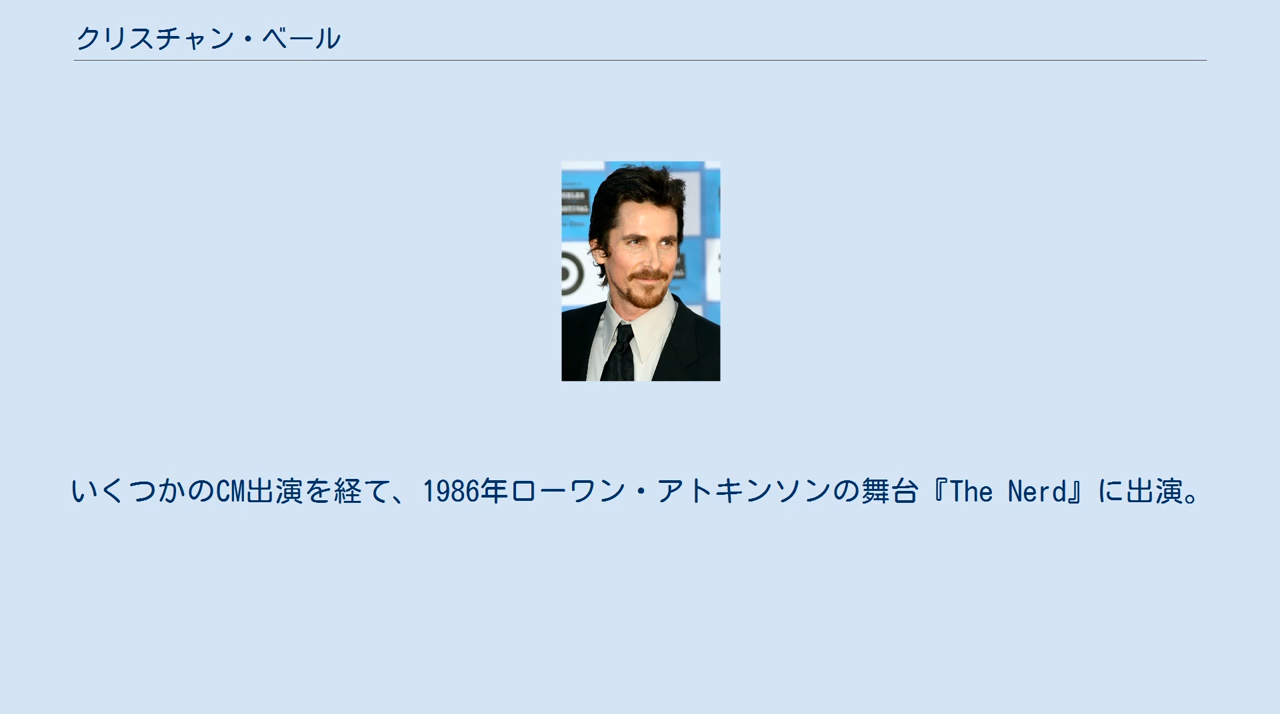 クリスチャン・ベール
いくつかのCM出演を経て、1986年ローワン・アトキンソンの舞台『The Nerd』に出演。